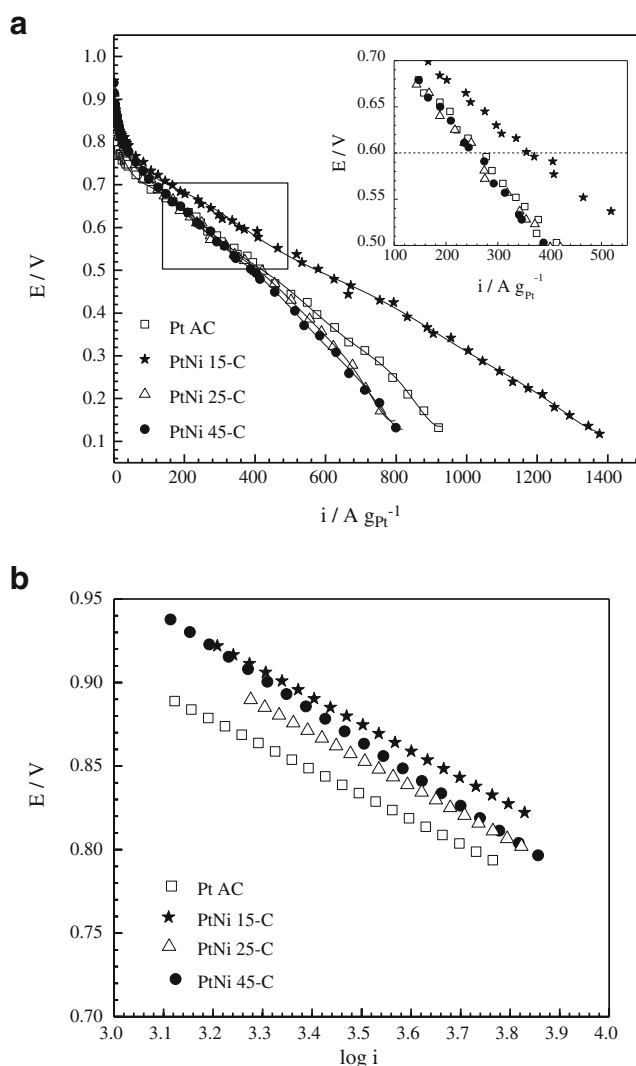 a
1.0
0.9
0.8
0.7
0.6
0.5
0.4
0.3
0.2
0.1
E / V
0 200 400 600 800 1000 1200 1400
i / A g_Pt^-1
Pt AC
PtNi 15-C
PtNi 25-C
PtNi 45-C
0.70
0.65
0.60
0.55
0.50
E / V
100 200 300 400 500
i / A g_Pt^-1
b
0.95
0.90
0.85
0.80
0.75
0.70
E / V
Pt AC
PtNi 15-C
PtNi 25-C
PtNi 45-C
3.0 3.1 3.2 3.3 3.4 3.5 3.6 3.7 3.8 3.9 4.0
log i